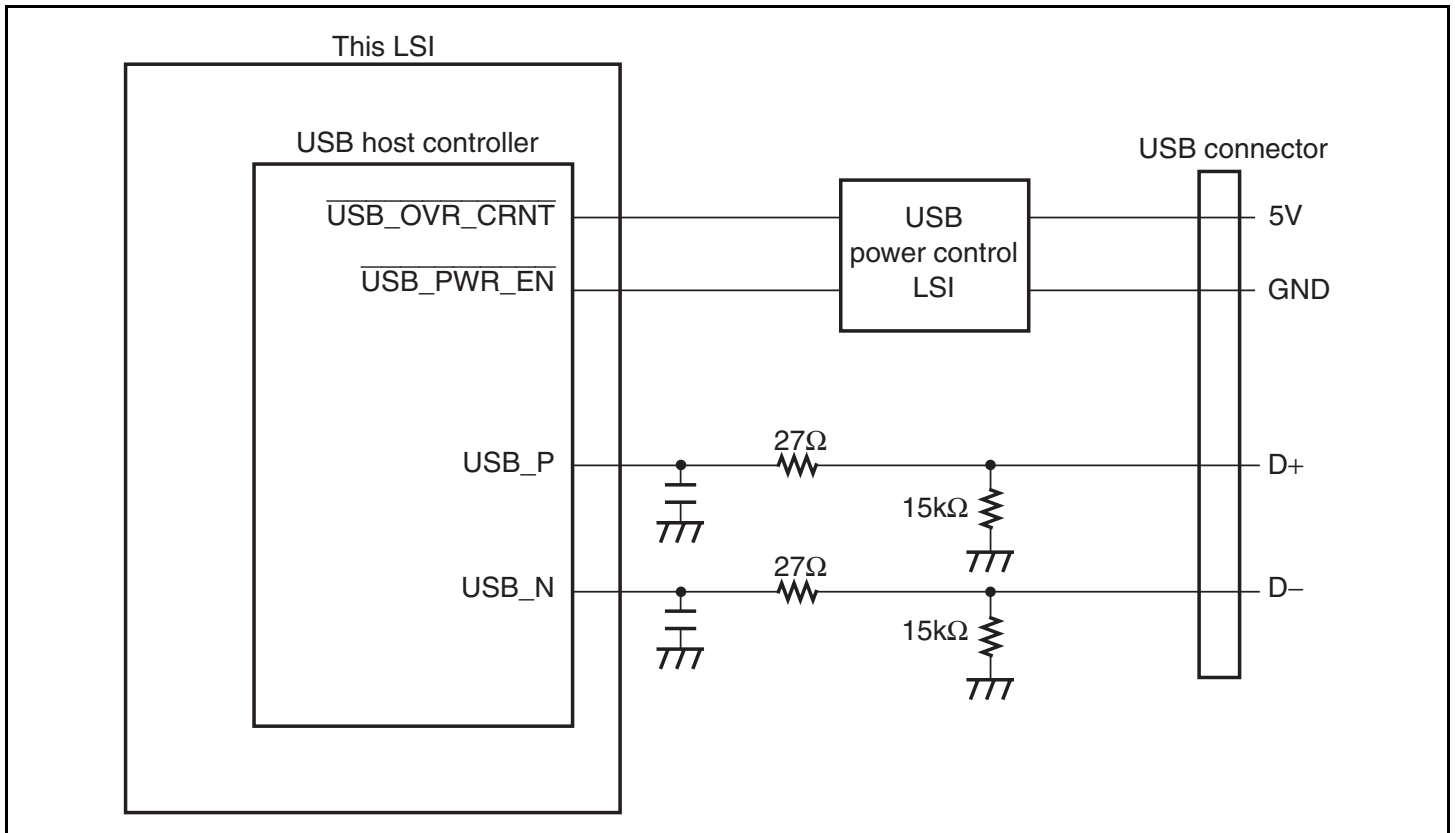 This LSI
USB host controller
USB connector
USB_OVR_CRNT
USB
power control
LSI
5V
USB_PWR_EN
GND
27Ω
USB_P
D+
15kΩ
27Ω
USB_N
D−
15kΩ